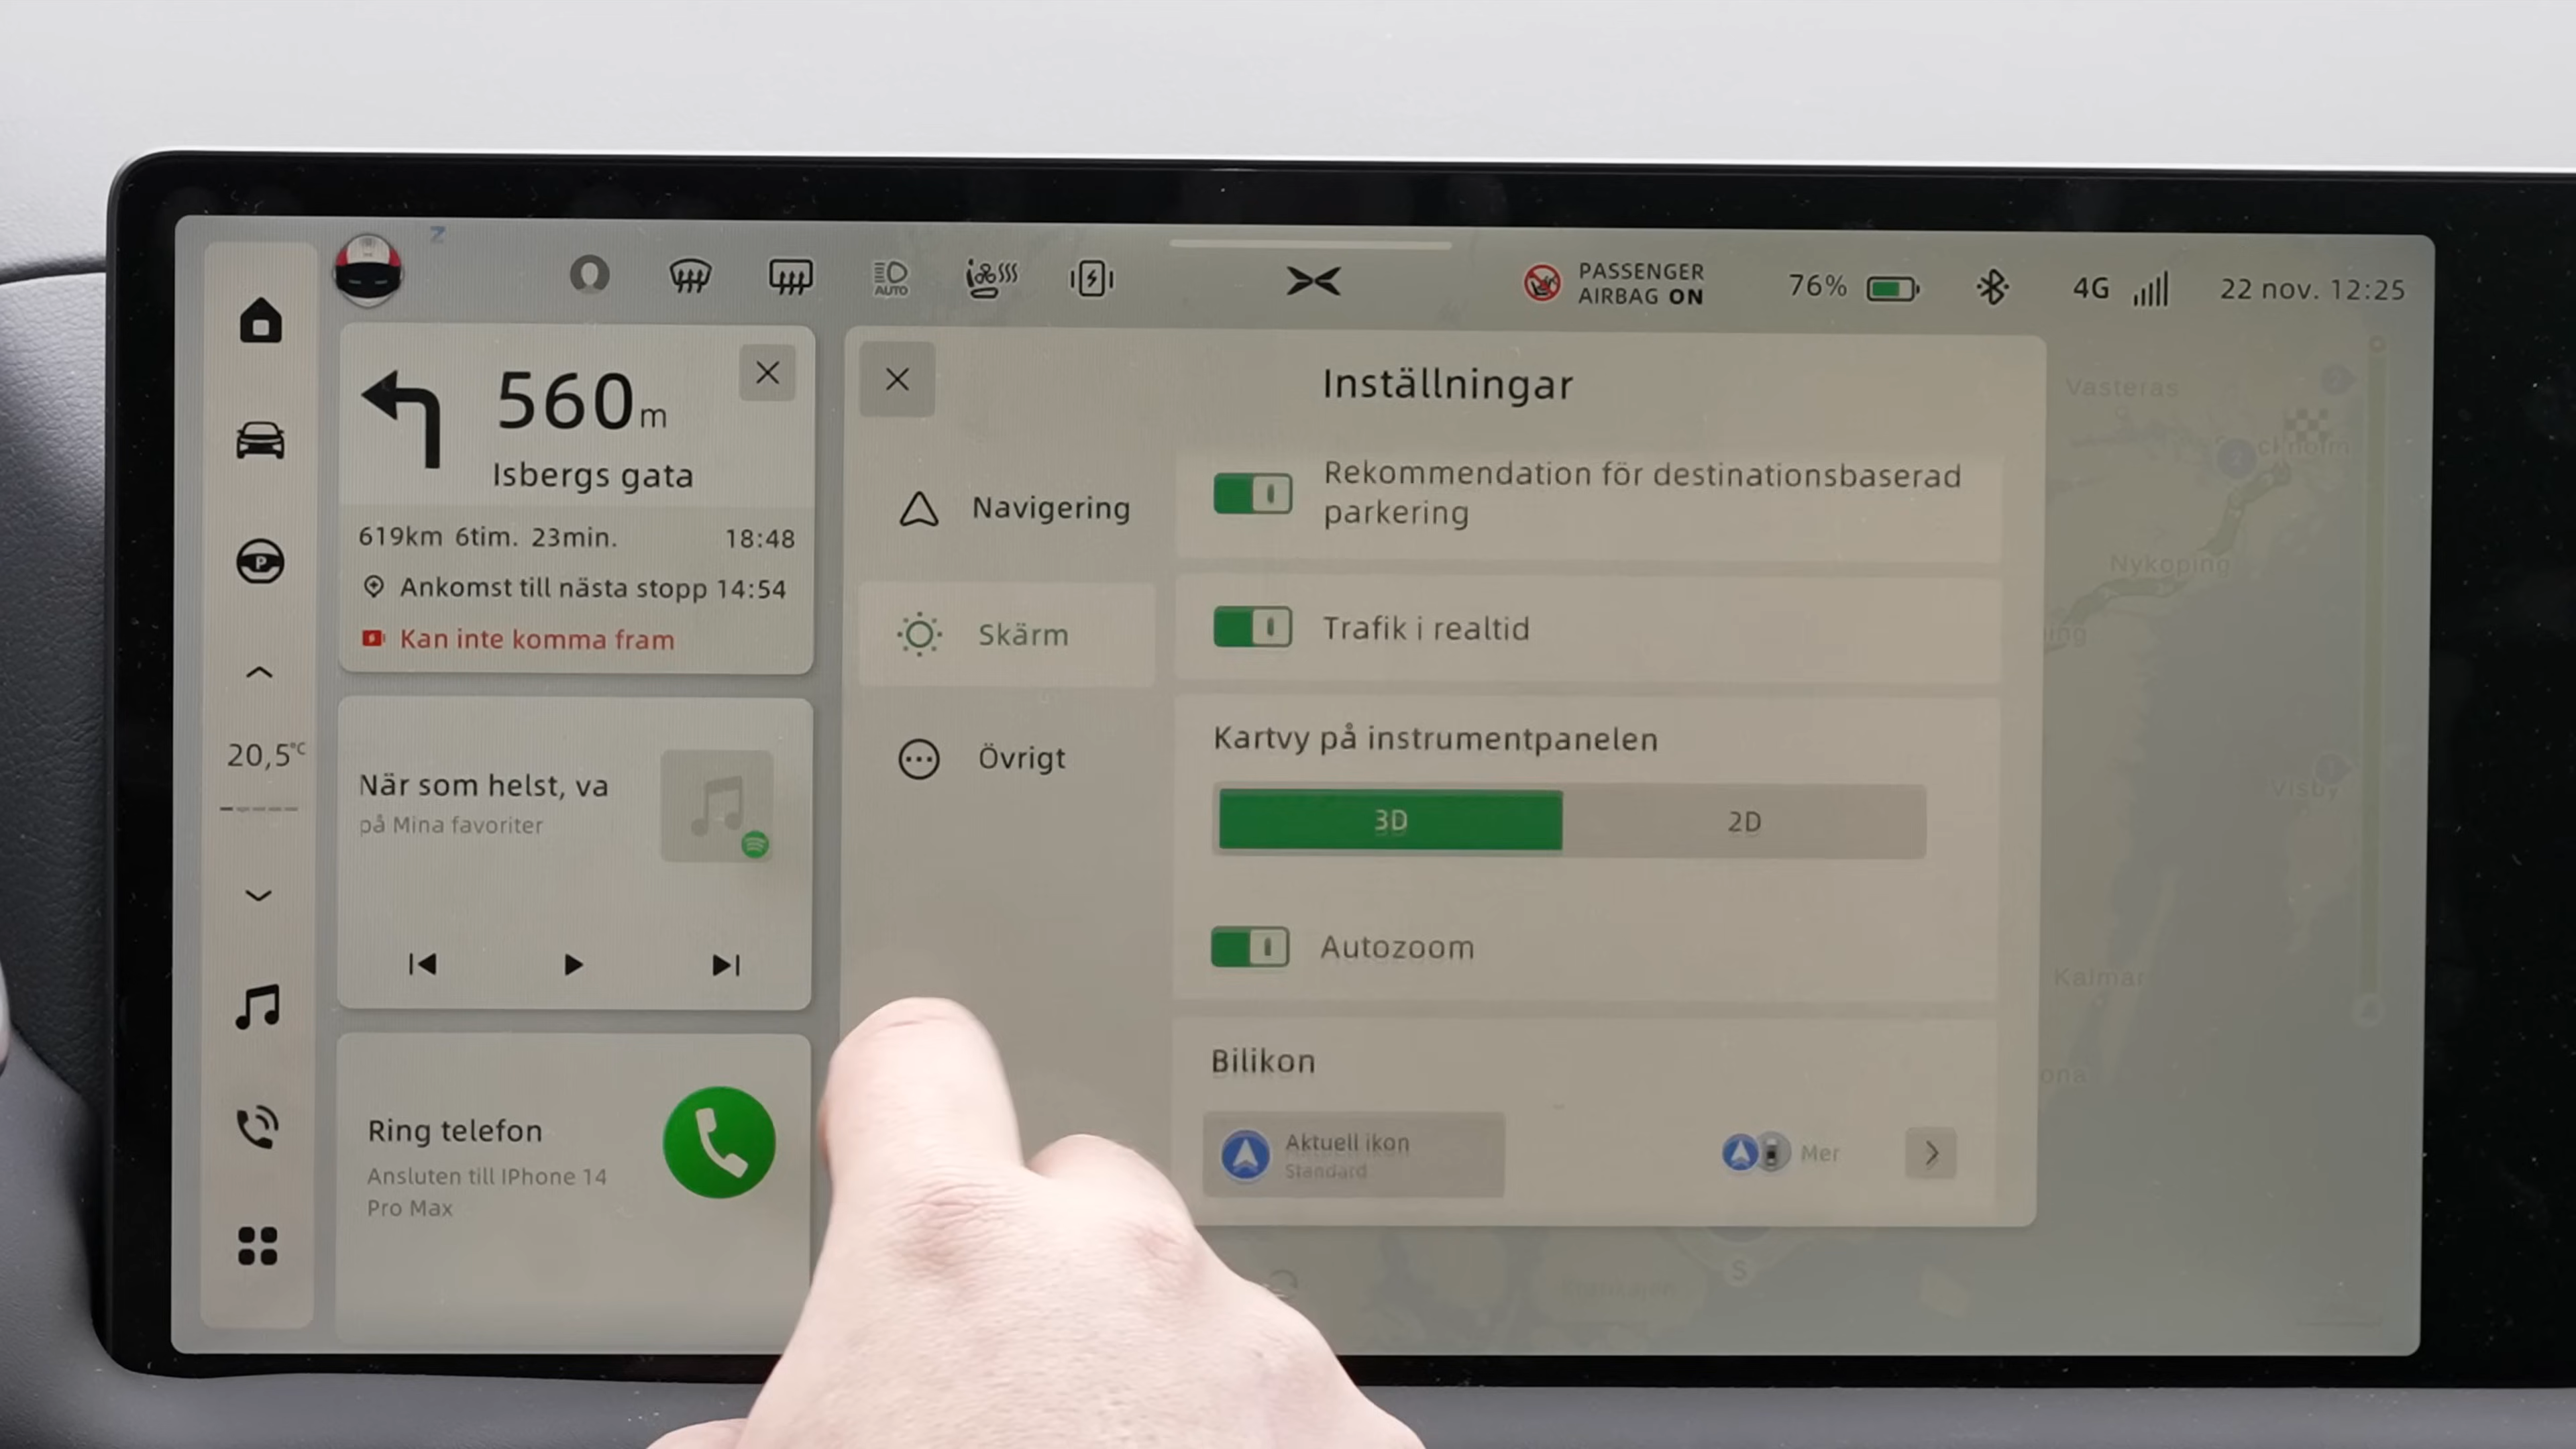 PASSENGER
AIRBAG ON
76%
4G
22 nov. 12:25
AUTO
560m
Isbergs gata
619km 6tim. 23min. 18:48
Ankomst till nästa stopp 14:54
Kan inte komma fram
20,5°C
När som helst, va
på Mina favoriter
Ring telefon
Ansluten till IPhone 14
Pro Max
Inställningar
Navigering
Skärm
Övrigt
Rekommendation för destinationsbaserad
parkering
Trafik i realtid
Kartvy på instrumentpanelen
3D
2D
Autozoom
Bilikon
Aktuell ikon
Standard
Mer
Vasteras
Nykoping
Visby
Kalmar
S